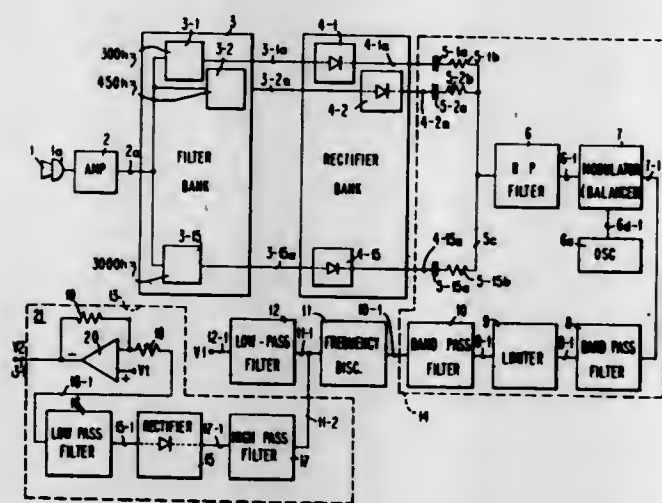 3-1
3
3-2
3-1a
4-1
4-1a
5-1a
5-1b
300hz
450hz
3-2a
4-2
5-2b
5-2a
4-2a
1
1a
2
AMP
2a
FILTER
BANK
RECTIFIER
BANK
6
B P
FILTER
6-1
7
MODULATOR
(BALANCED)
7-1
6a-1
6a
OSC
3-15
3000hz
3-15a
4-15
4-15a
5c
5-15a
5-15b
21
19
13
20
18
Vt
12
LOW-PASS
FILTER
12-1
Vt
11-1
11
FREQUENCY
DISC.
10-1
10
BAND PASS
FILTER
9
LIMITER
8-1
8
BAND PASS
FILTER
14
16-1
LOW PASS
FILTER
15-1
RECTIFIER
15
17-1
HIGH PASS
FILTER
17
11-2